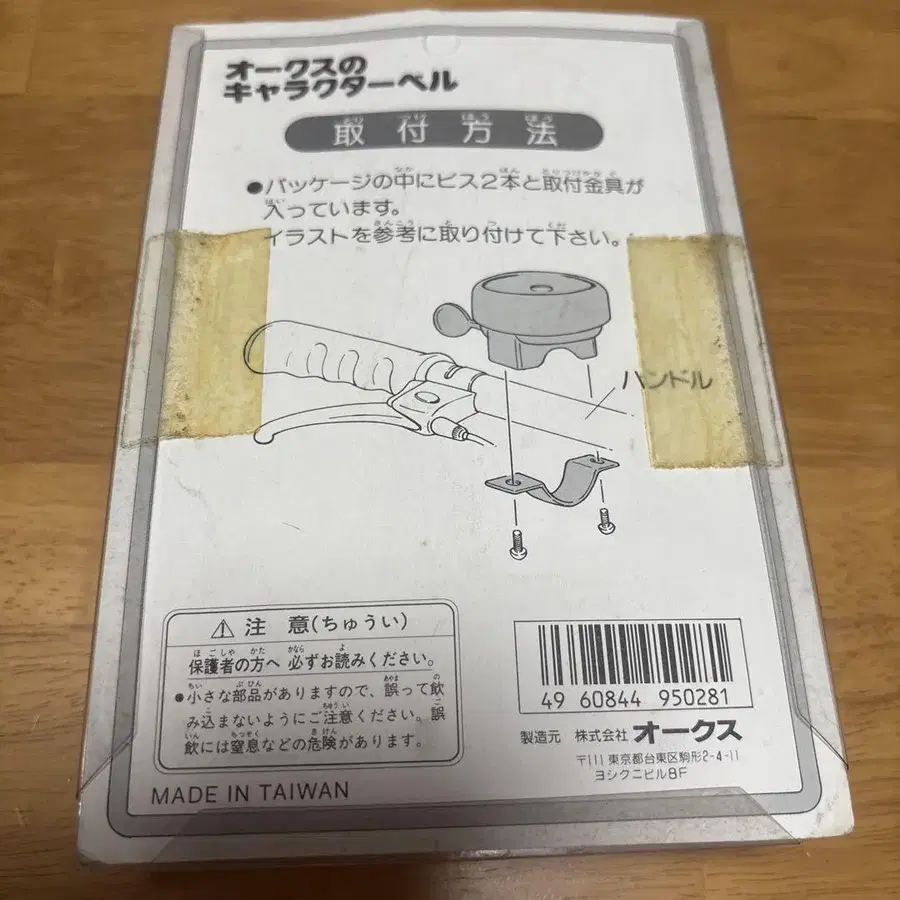 オークスの
キャラクターベル
取付方法
●パッケージの中にビス2本と取付金具が
入っています。
イラストを参考に取り付けて下さい。
ハンドル
⚠ 注 意(ちゅうい)
保護者の方へ 必ずお読みください。
●小さな部品がありますので、誤って飲
み込まないようにご注意ください。誤
飲には窒息などの危険があります。
MADE IN TAIWAN
49 60844 950281
製造元 株式会社 オークス
〒111 東京都台東区駒形2-4-11
ヨシクニビル8F